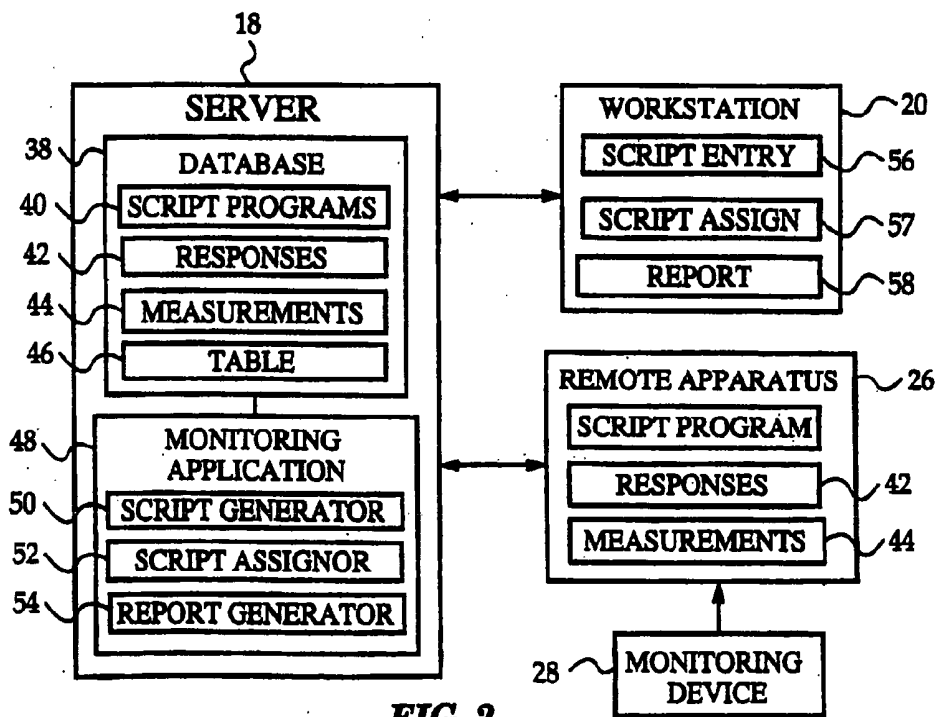 18
SERVER
38
DATABASE
40
SCRIPT PROGRAMS
42
RESPONSES
44
MEASUREMENTS
46
TABLE
48
MONITORING
APPLICATION
50
SCRIPT GENERATOR
52
SCRIPT ASSIGNOR
54
REPORT GENERATOR
WORKSTATION
20
SCRIPT ENTRY
56
SCRIPT ASSIGN
57
REPORT
58
REMOTE APPARATUS
26
SCRIPT PROGRAM
RESPONSES
42
MEASUREMENTS
44
28
MONITORING
DEVICE
FIG. 2